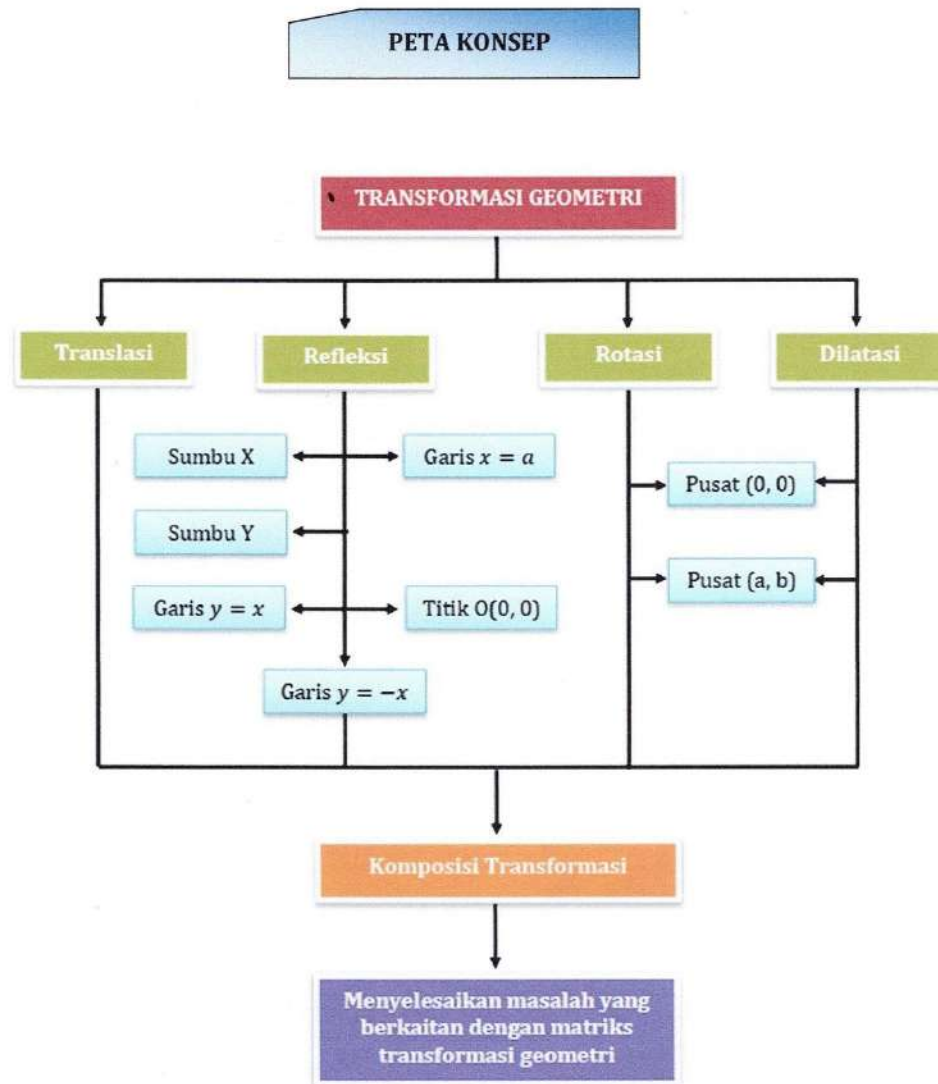 PETA KONSEP
TRANSFORMASI GEOMETRI
Translasi
Refleksi
Rotasi
Dilatasi
Sumbu X
Garis x = a
Pusat (0, 0)
Sumbu Y
Pusat (a, b)
Garis y = x
Titik O(0, 0)
Garis y = −x
Komposisi Transformasi
Menyelesaikan masalah yang
berkaitan dengan matriks
transformasi geometri